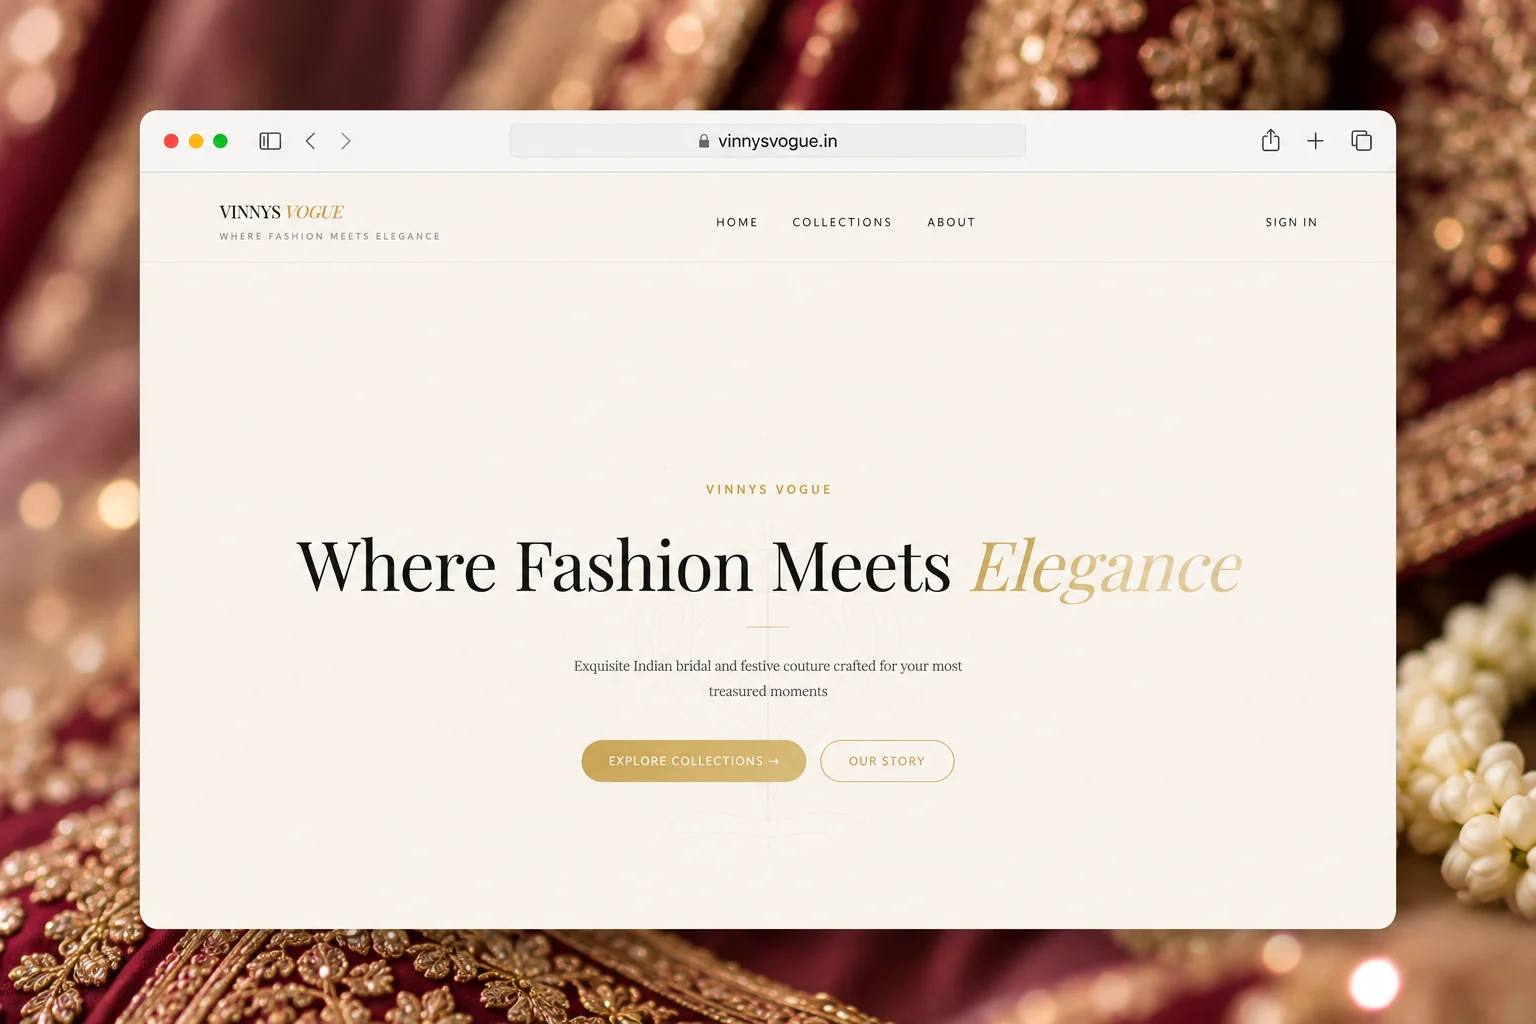 vinnysvogue.in
VINNYS VOGUE
WHERE FASHION MEETS ELEGANCE
HOME COLLECTIONS ABOUT SIGN IN
VINNYS VOGUE
Where Fashion Meets Elegance
Exquisite Indian bridal and festive couture crafted for your most
treasured moments
EXPLORE COLLECTIONS →
OUR STORY